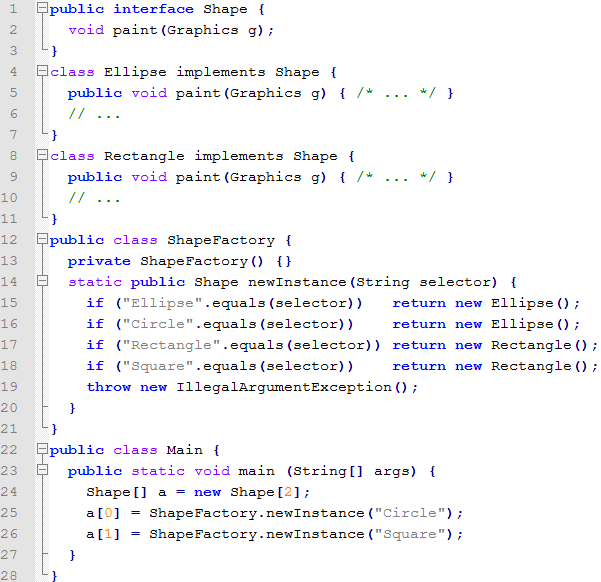 1 public interface Shape {
2 void paint(Graphics g);
3 }
4 class Ellipse implements Shape {
5 public void paint(Graphics g) { /* ... */ }
6 // ...
7 }
8 class Rectangle implements Shape {
9 public void paint(Graphics g) { /* ... */ }
10 // ...
11 }
12 public class ShapeFactory {
13 private ShapeFactory() {}
14 static public Shape newInstance(String selector) {
15 if ("Ellipse".equals(selector)) return new Ellipse();
16 if ("Circle".equals(selector)) return new Ellipse();
17 if ("Rectangle".equals(selector)) return new Rectangle();
18 if ("Square".equals(selector)) return new Rectangle();
19 throw new IllegalArgumentException();
20 }
21 }
22 public class Main {
23 public static void main (String[] args) {
24 Shape[] a = new Shape[2];
25 a[0] = ShapeFactory.newInstance("Circle");
26 a[1] = ShapeFactory.newInstance("Square");
27 }
28 }